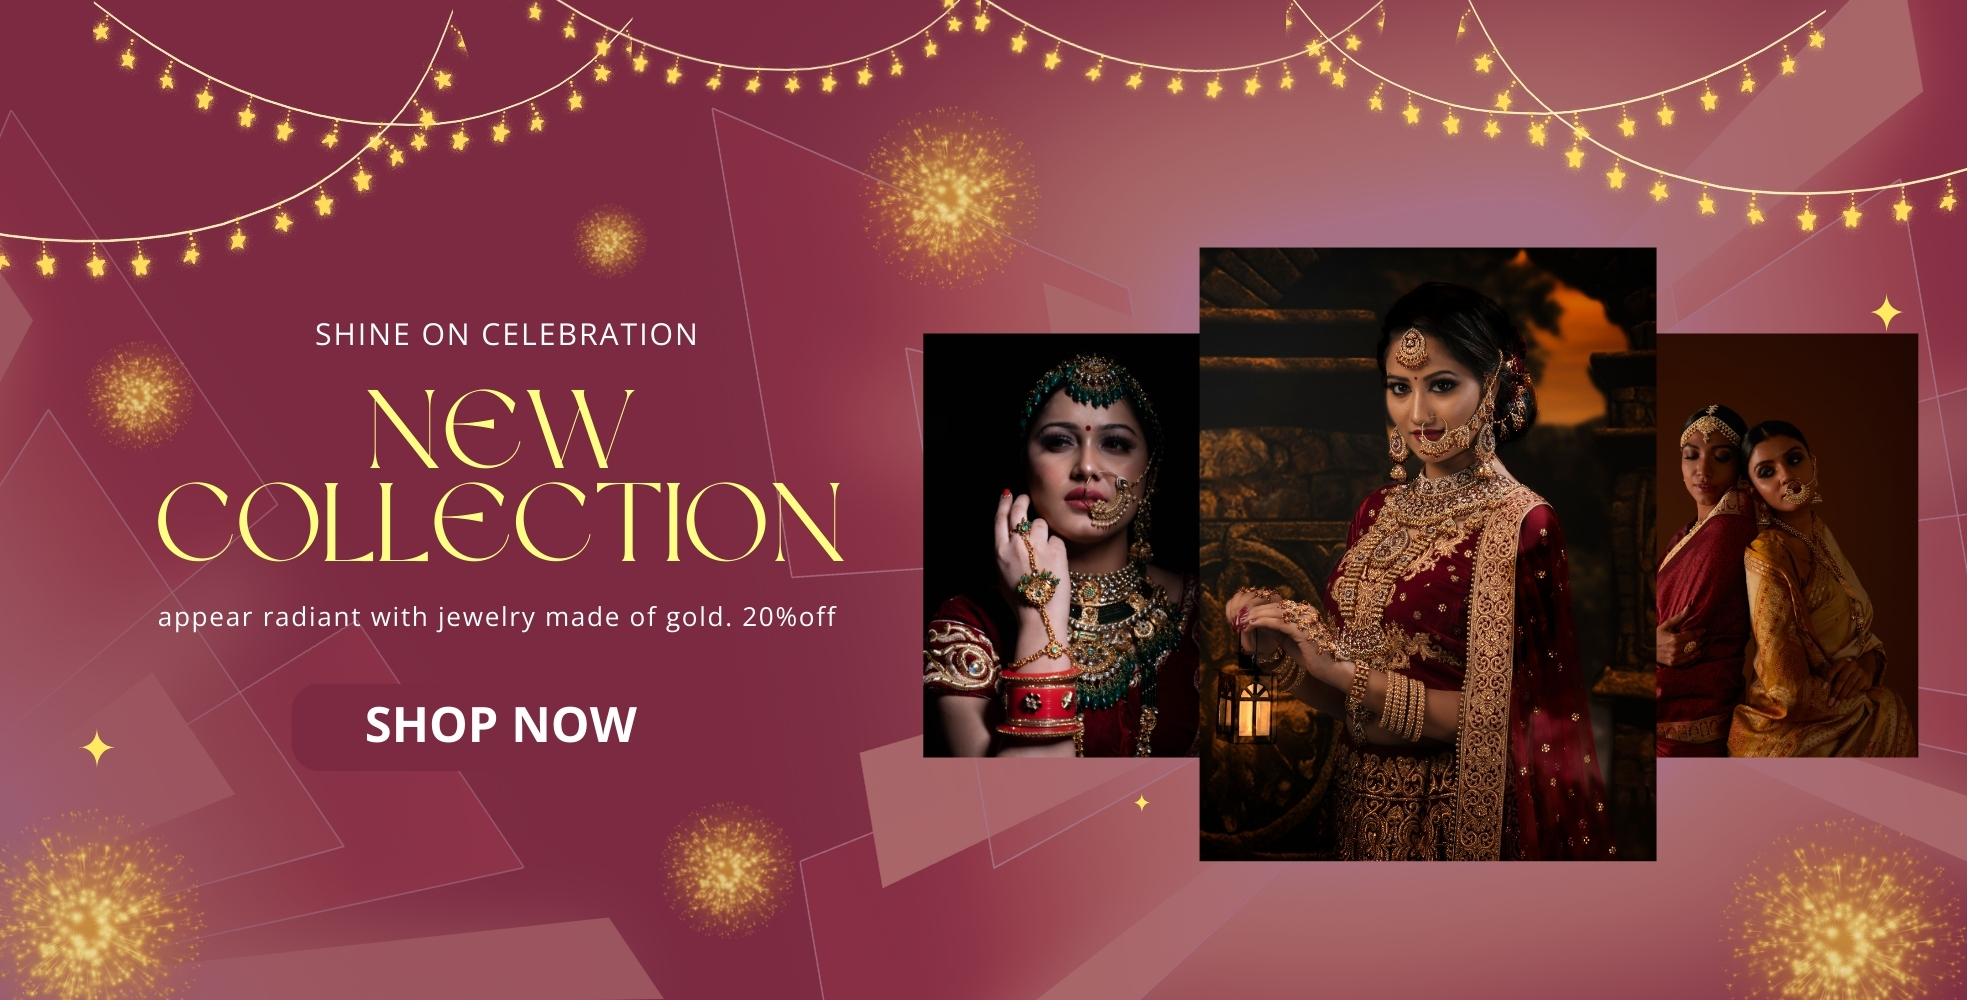 SHINE ON CELEBRATION
NEW
COLLECTION
appear radiant with jewelry made of gold. 20%off
SHOP NOW